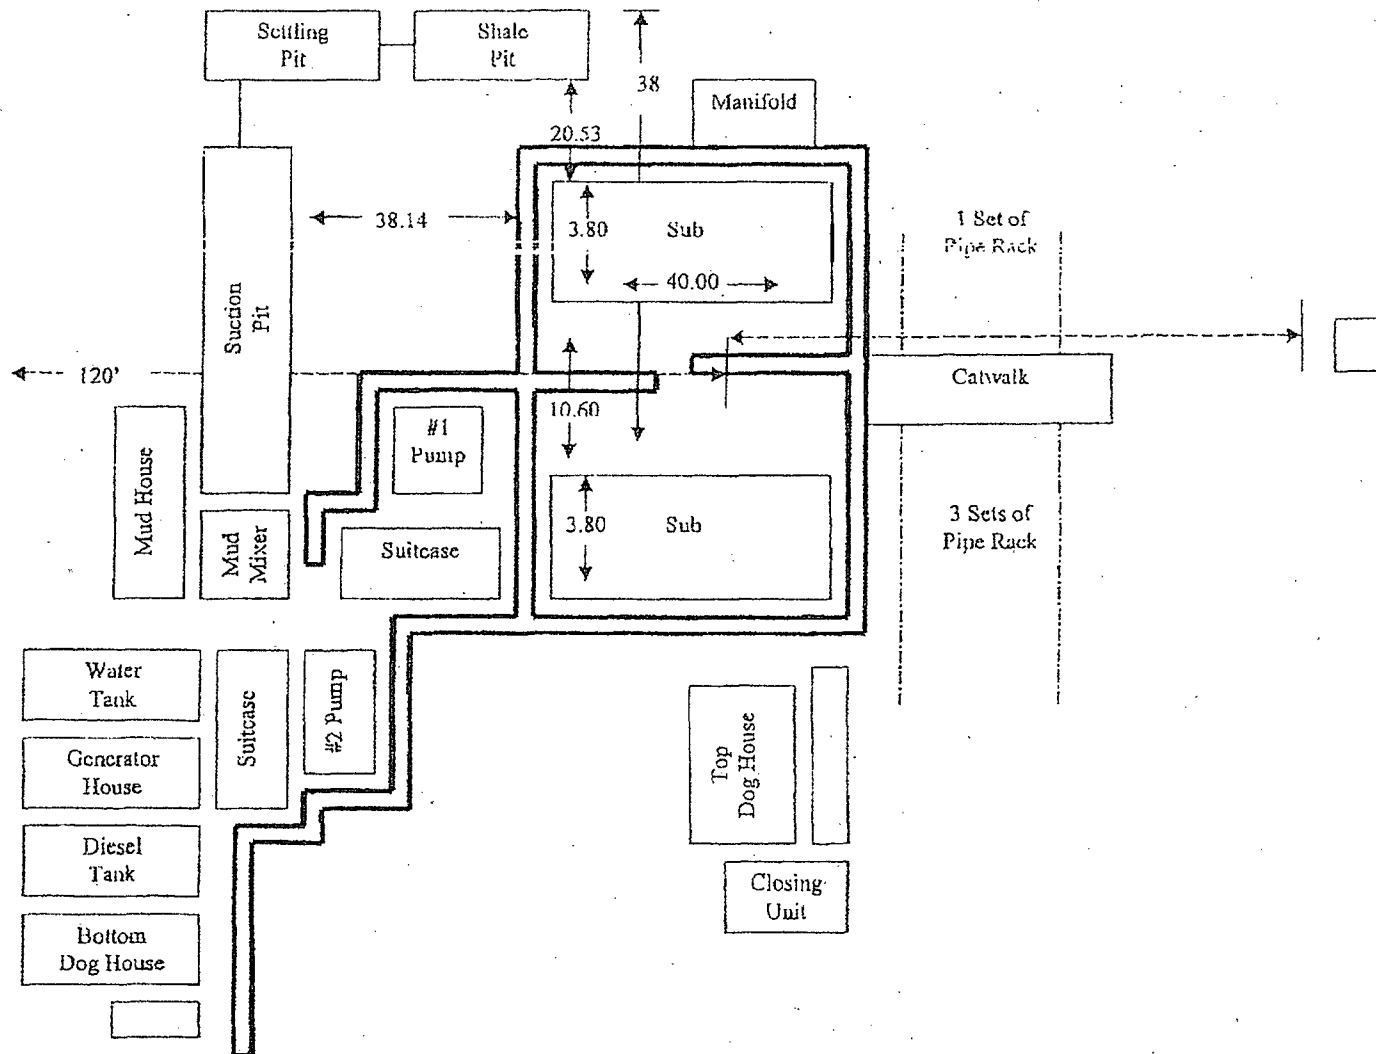 Settling
Pit
Shale
Pit
38
Manifold
20.53
38.14
3.80
Sub
1 Set of
Pipe Rack
40.00
Suction
Pit
120'
Catwalk
10.60
#1
Pump
Mud House
3.80
Sub
3 Sets of
Pipe Rack
Mud
Mixer
Suitcase
Water
Tank
Suitcase
#2 Pump
Generator
House
Top
Dog House
Diesel
Tank
Closing
Unit
Bottom
Dog House